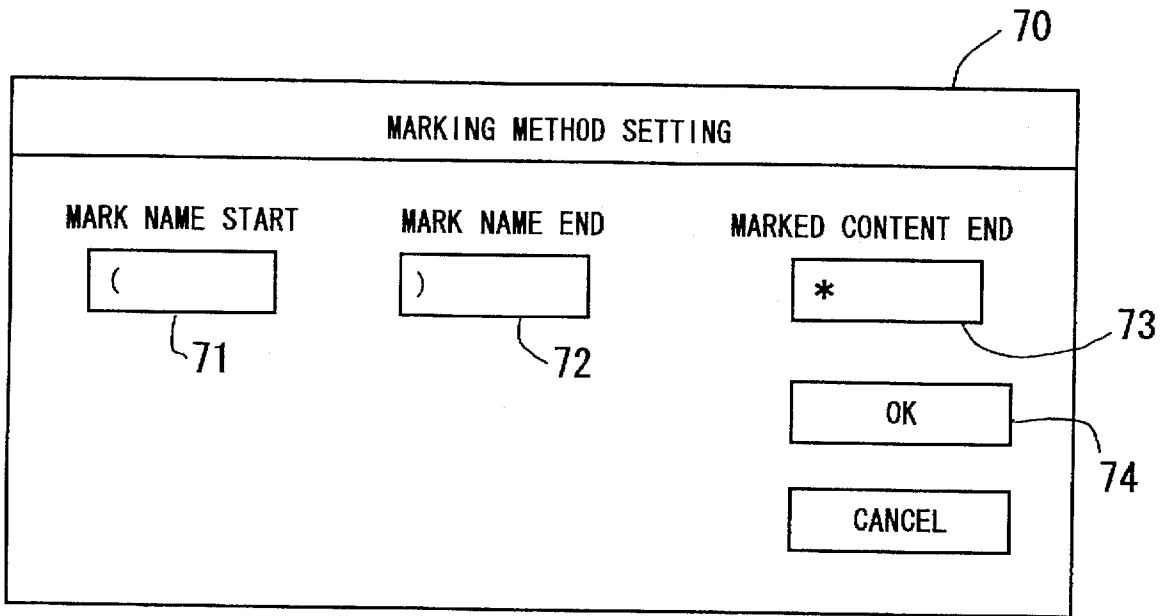 70
MARKING METHOD SETTING
MARK NAME START MARK NAME END MARKED CONTENT END
( ) *
71 72 73
OK
74
CANCEL